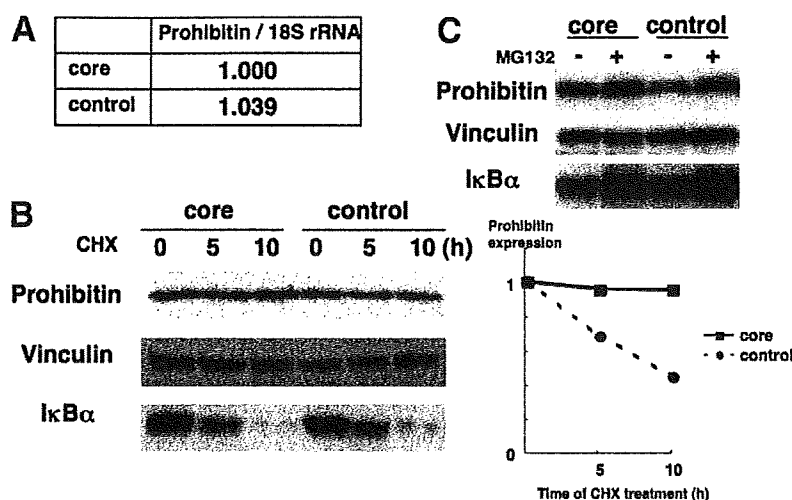 A
Prohibitin / 18S rRNA
core 1.000
control 1.039
B
core control
CHX 0 5 10 0 5 10 (h)
Prohibitin
Vinculin
IκBα
C
core control
MG132 - + - +
Prohibitin
Vinculin
IκBα
Prohibitin
expression
1
0
5 10
Time of CHX treatment (h)
core
control